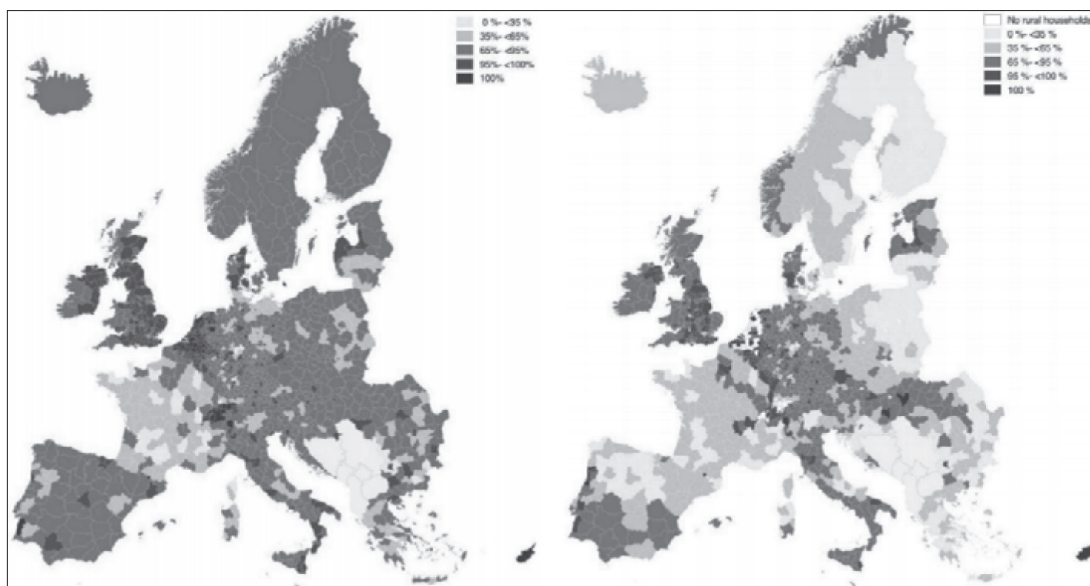 0 %- <35 %
35%- <65%
65%- <95%
95%- <100%
100%
No rural households
0 %- <35 %
35 %- <65 %
65 %- <95 %
95 %- <100 %
100 %